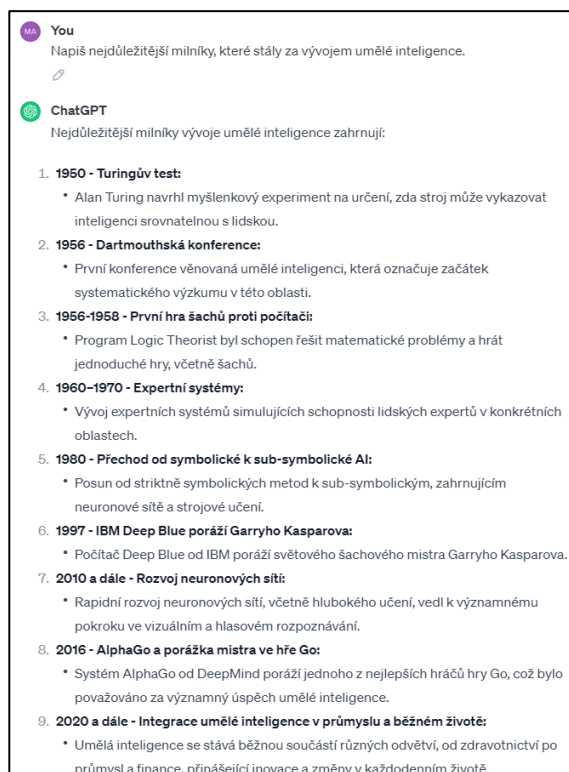 MA You
Napiš nejdůležitější milníky, které stály za vývojem umělé inteligence.
ChatGPT
Nejdůležitější milníky vývoje umělé inteligence zahrnují:
1. 1950 - Turingův test:
• Alan Turing navrhl myšlenkový experiment na určení, zda stroj může vykazovat
inteligenci srovnatelnou s lidskou.
2. 1956 - Dartmouthská konference:
• První konference věnovaná umělé inteligenci, která označuje začátek
systematického výzkumu v této oblasti.
3. 1956-1958 - První hra šachů proti počítači:
• Program Logic Theorist byl schopen řešit matematické problémy a hrát
jednoduché hry, včetně šachů.
4. 1960–1970 - Expertní systémy:
• Vývoj expertních systémů simulujících schopnosti lidských expertů v konkrétních
oblastech.
5. 1980 - Přechod od symbolické k sub-symbolické AI:
• Posun od striktně symbolických metod k sub-symbolickým, zahrnujícím
neuronové sítě a strojové učení.
6. 1997 - IBM Deep Blue poráží Garryho Kasparova:
• Počítač Deep Blue od IBM poráží světového šachového mistra Garryho Kasparova.
7. 2010 a dále - Rozvoj neuronových sítí:
• Rapidní rozvoj neuronových sítí, včetně hlubokého učení, vedl k významnému
pokroku ve vizuálním a hlasovém rozpoznávání.
8. 2016 - AlphaGo a porážka mistra ve hře Go:
• Systém AlphaGo od DeepMind poráží jednoho z nejlepších hráčů hry Go, což bylo
považováno za významný úspěch umělé inteligence.
9. 2020 a dále - Integrace umělé inteligence v průmyslu a běžném životě:
• Umělá inteligence se stává běžnou součástí různých odvětví, od zdravotnictví po
průmysl a finance, přinášející inovace a změny v každodenním životě.